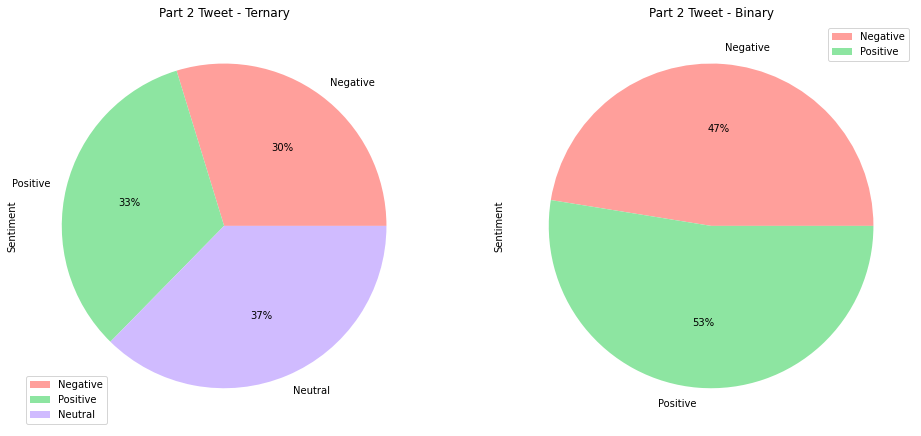 Part 2 Tweet - Ternary
Negative
30%
Positive
33%
Sentiment
37%
Neutral
Negative
Positive
Neutral
Part 2 Tweet - Binary
Negative
Positive
Negative
47%
Sentiment
53%
Positive